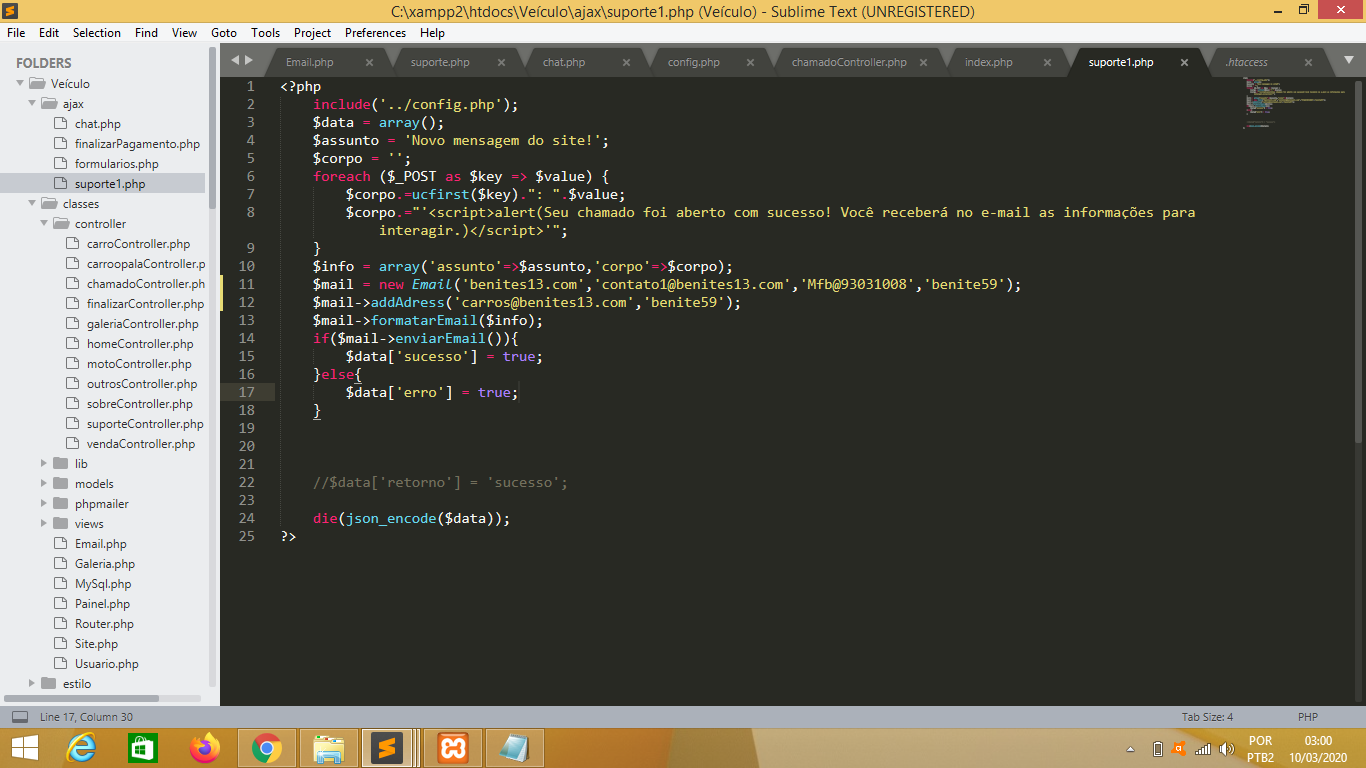 C:\xampp2\htdocs\Veículo\ajax\suporte1.php (Veículo) - Sublime Text (UNREGISTERED)
File Edit Selection Find View Goto Tools Project Preferences Help
FOLDERS
Veículo
ajax
chat.php
finalizarPagamento.php
formularios.php
suporte1.php
classes
controller
carroController.php
carroopalaController.p
chamadoController.ph
finalizarController.php
galeriaController.php
homeController.php
motoController.php
outrosController.php
sobreController.php
suporteController.php
vendaController.php
lib
models
phpmailer
views
Email.php
Galeria.php
MySql.php
Painel.php
Router.php
Site.php
Usuario.php
estilo
Email.php suporte.php chat.php config.php chamadoController.php index.php suporte1.php .htaccess
1 <?php
2 include('../config.php');
3 $data = array();
4 $assunto = 'Novo mensagem do site!';
5 $corpo = '';
6 foreach ($_POST as $key => $value) {
7 $corpo.=ucfirst($key).": ".$value;
8 $corpo.="'<script>alert(Seu chamado foi aberto com sucesso! Você receberá no e-mail as informações para
interagir.)</script>'";
9 }
10 $info = array('assunto'=>$assunto,'corpo'=>$corpo);
11 $mail = new Email('benites13.com','contato1@benites13.com','Mfb@93031008','benite59');
12 $mail->addAdress('carros@benites13.com','benite59');
13 $mail->formatarEmail($info);
14 if($mail->enviarEmail()){
15 $data['sucesso'] = true;
16 }else{
17 $data['erro'] = true;
18 }
19
20
21
22 //$data['retorno'] = 'sucesso';
23
24 die(json_encode($data));
25 ?>
Line 17, Column 30
Tab Size: 4
PHP
POR
PTB2
03:00
10/03/2020